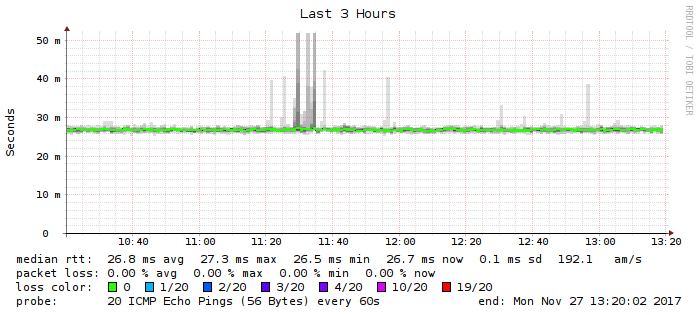 Last 3 Hours
RRDTOOL / TOBI OETIKER
Seconds
50 m
40 m
30 m
20 m
10 m
0
10:40 11:00 11:20 11:40 12:00 12:20 12:40 13:00 13:20
median rtt: 26.8 ms avg 27.3 ms max 26.5 ms min 26.7 ms now 0.1 ms sd 192.1 am/s
packet loss: 0.00 % avg 0.00 % max 0.00 % min 0.00 % now
loss color: 0 1/20 2/20 3/20 4/20 10/20 19/20
probe: 20 ICMP Echo Pings (56 Bytes) every 60s end: Mon Nov 27 13:20:02 2017